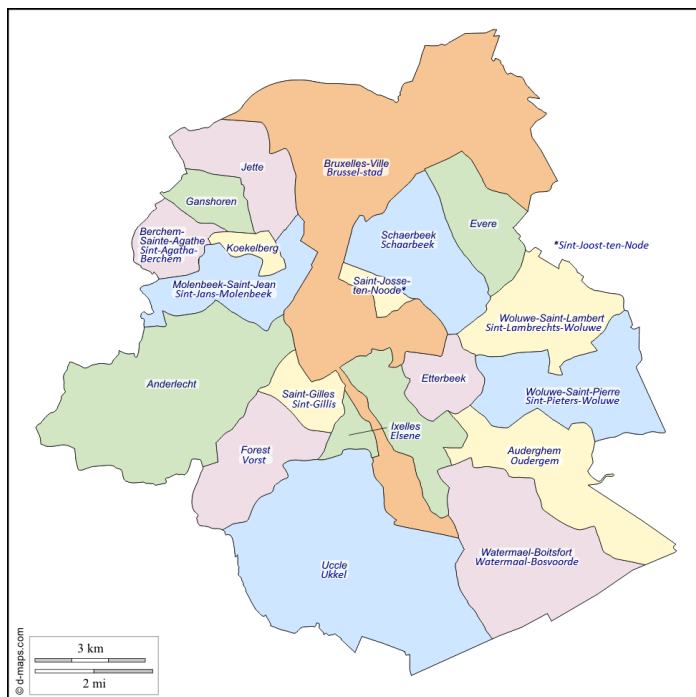 Jette
Bruxelles-Ville
Brussel-stad
Ganshoren
Evere
Schaerbeek
Schaarbeek
Berchem-
Sainte-Agathe
Sint-Agatha-
Berchem
Koekelberg
*Sint-Joost-ten-Node
Molenbeek-Saint-Jean
Sint-Jans-Molenbeek
Saint-Josse-
ten-Noode*
Woluwe-Saint-Lambert
Sint-Lambrechts-Woluwe
Anderlecht
Etterbeek
Saint-Gilles
Sint-Gillis
Woluwe-Saint-Pierre
Sint-Pieters-Woluwe
Ixelles
Elsene
Forest
Vorst
Auderghem
Oudergem
Uccle
Ukkel
Watermael-Boitsfort
Watermaal-Bosvoorde
3 km
2 mi
© d-maps.com